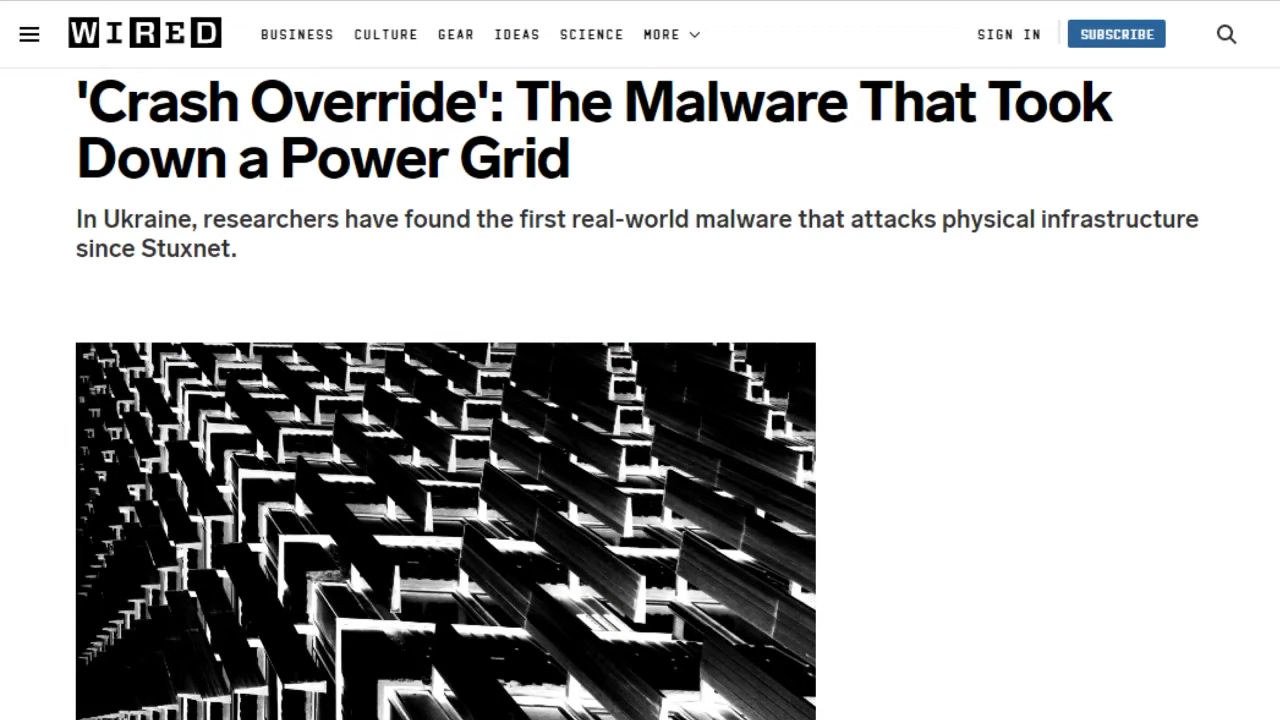 WIRED BUSINESS CULTURE GEAR IDEAS SCIENCE MORE SIGN IN SUBSCRIBE
'Crash Override': The Malware That Took
Down a Power Grid
In Ukraine, researchers have found the first real-world malware that attacks physical infrastructure
since Stuxnet.